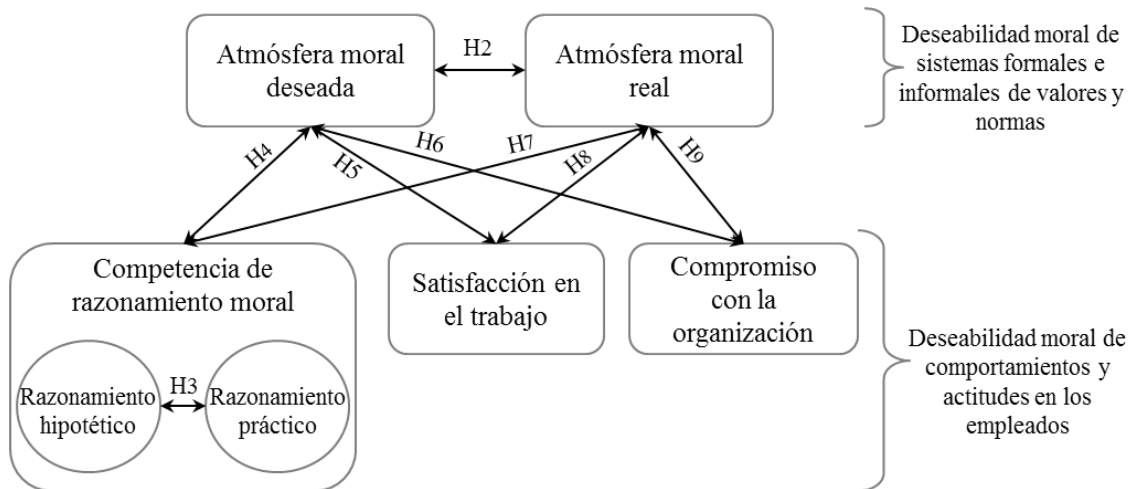 Atmósfera moral
deseada
H2
Atmósfera moral
real
Deseabilidad moral de
sistemas formales e
informales de valores y
normas
H4
H5
H6
H7
H8
H9
Competencia de
razonamiento moral
Satisfacción en
el trabajo
Compromiso
con la
organización
Razonamiento
hipotético
H3
Razonamiento
práctico
Deseabilidad moral de
comportamientos y
actitudes en los
empleados